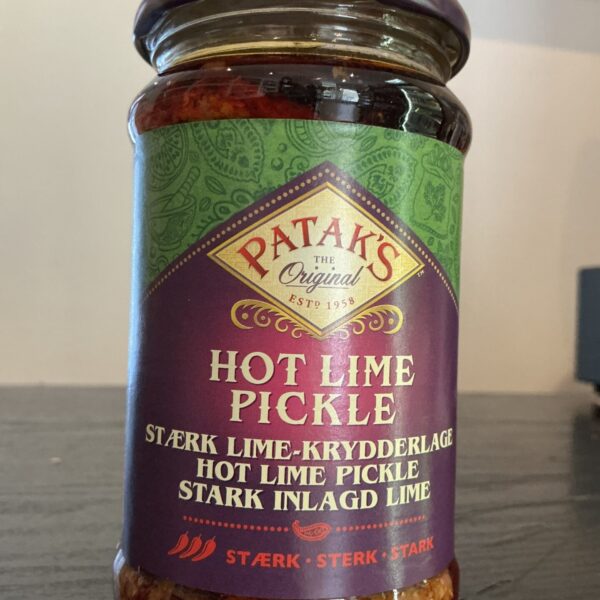 PATAK'S
THE
Original
ESTD 1958
HOT LIME
PICKLE
STÆRK LIME-KRYDDERLAGE
HOT LIME PICKLE
STARK INLAGD LIME
STÆRK · STERK · STARK